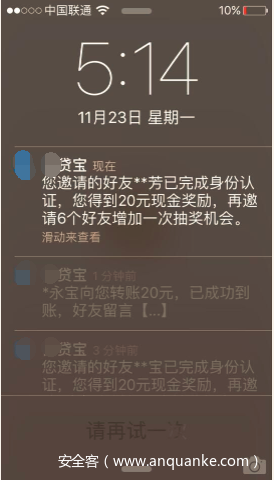 中国联通 10%
5:14
11月23日 星期一
贷宝 现在
您邀请的好友**芳已完成身份认
证，您得到20元现金奖励，再邀
请6个好友增加一次抽奖机会。
滑动来查看
贷宝 1分钟前
*永宝向您转账20元，已成功到
账，好友留言【...】
贷宝 3分钟前
您邀请的好友**宝已完成身份认
证，您得到20元现金奖励，再邀
请再试一次
安全客（www.anquanke.com）